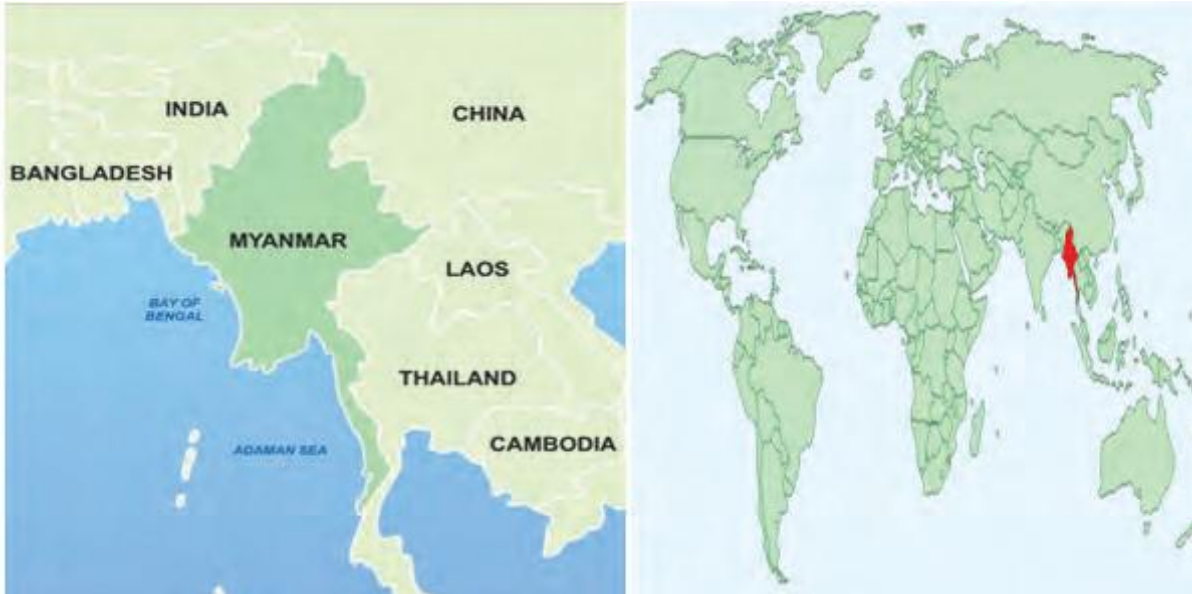 INDIA
CHINA
BANGLADESH
MYANMAR
LAOS
BAY OF
BENGAL
THAILAND
ADAMAN SEA
CAMBODIA